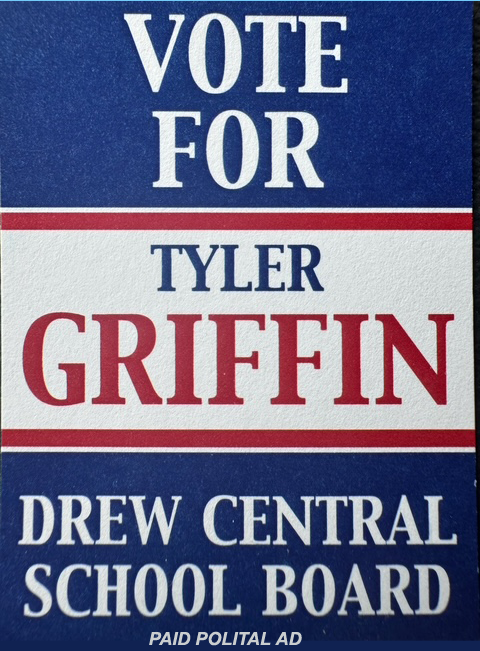 VOTE
FOR
TYLER
GRIFFIN
DREW CENTRAL
SCHOOL BOARD
PAID POLITAL AD